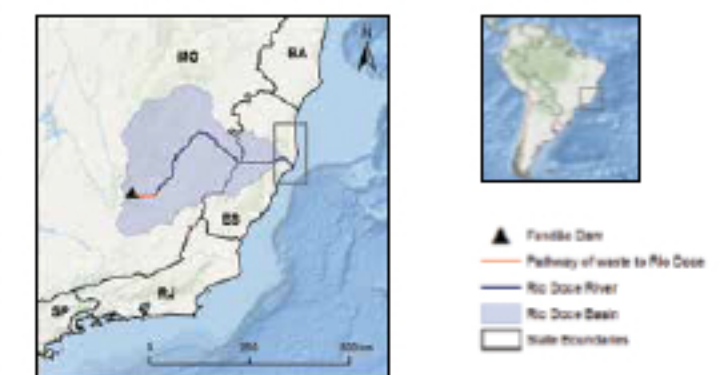 N
MG
BA
ES
RJ
SP
0
250
500 km
Fundão Dam
Pathway of waste to Rio Doce
Rio Doce River
Rio Doce Basin
State Boundaries